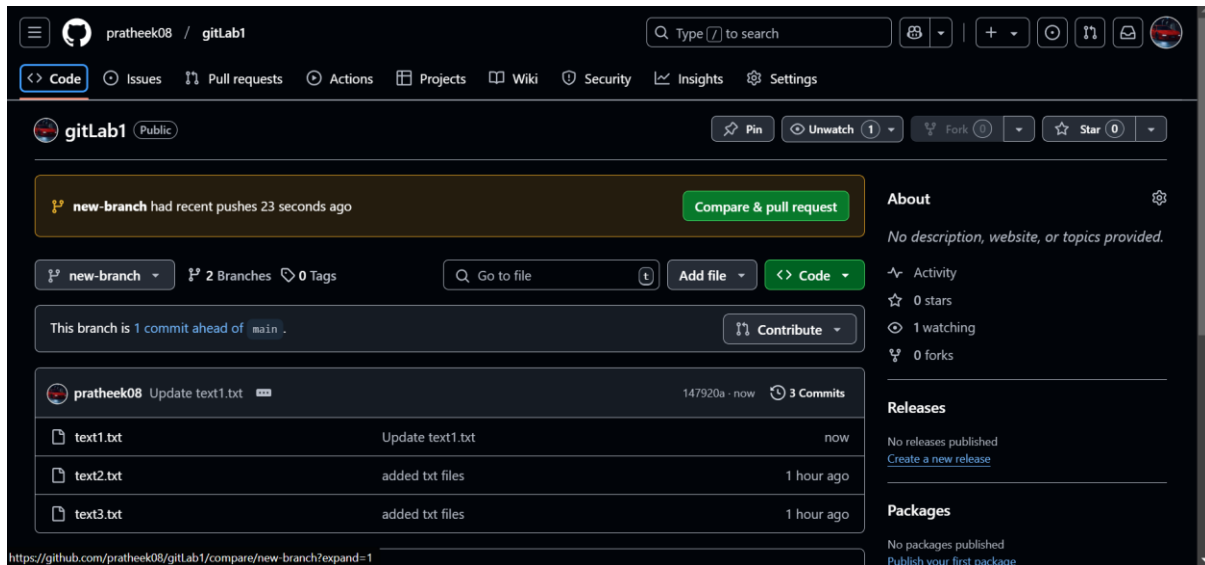 pratheek08 / gitLab1
Type / to search
Code Issues Pull requests Actions Projects Wiki Security Insights Settings
gitLab1 Public
Pin Unwatch 1 Fork 0 Star 0
new-branch had recent pushes 23 seconds ago
Compare & pull request
new-branch 2 Branches 0 Tags
Go to file t
Add file
<> Code
This branch is 1 commit ahead of main .
Contribute
pratheek08 Update text1.txt
147920a · now 3 Commits
text1.txt Update text1.txt now
text2.txt added txt files 1 hour ago
text3.txt added txt files 1 hour ago
About
No description, website, or topics provided.
Activity
0 stars
1 watching
0 forks
Releases
No releases published
Create a new release
Packages
No packages published
Publish your first package
https://github.com/pratheek08/gitLab1/compare/new-branch?expand=1